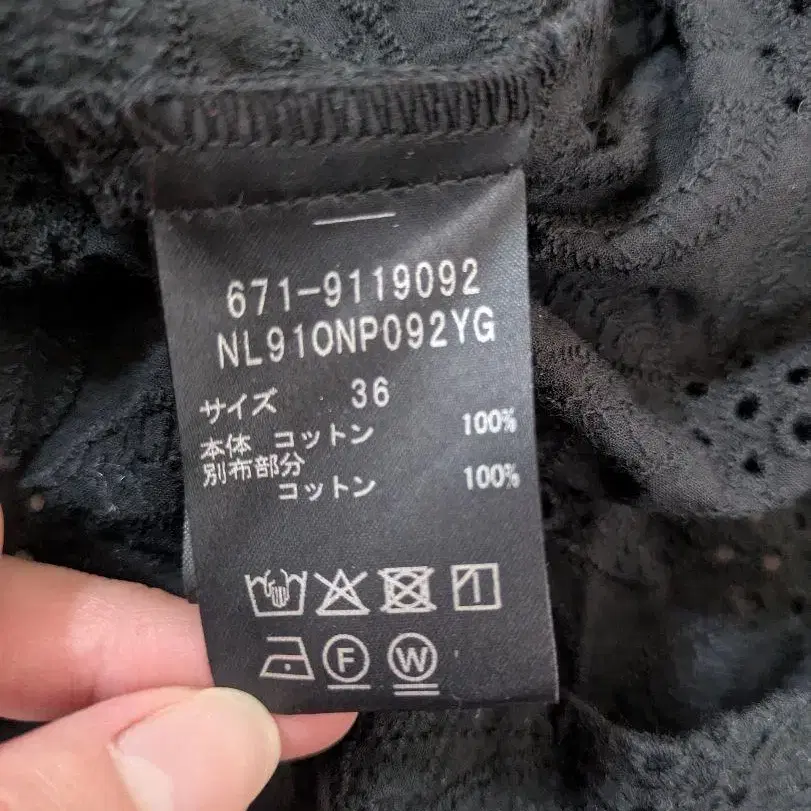 671-9119092
NL91ONP092YG
サイズ 36
本体 コットン 100%
別布部分
コットン 100%
F W